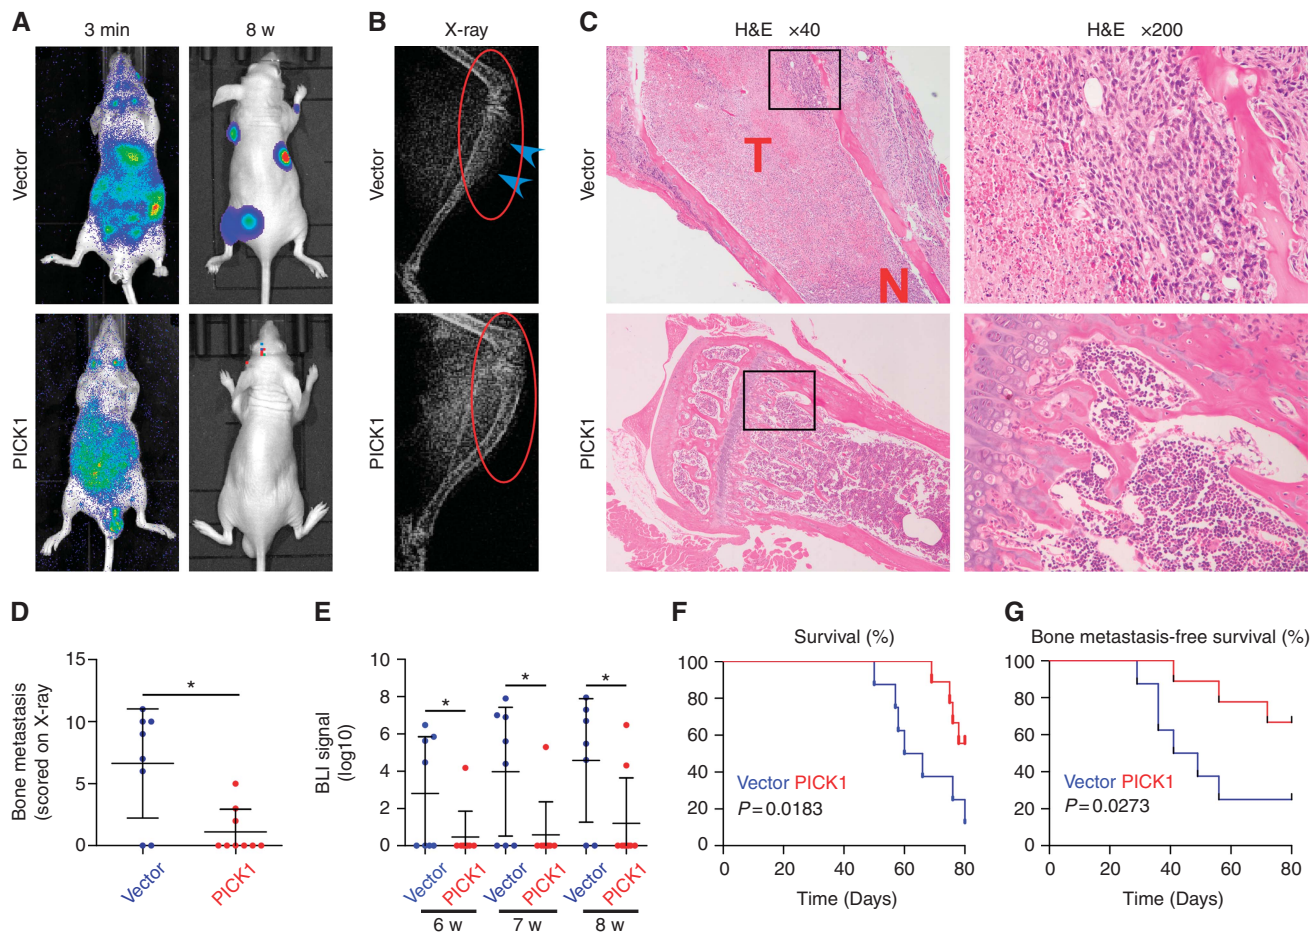 A
3 min
8 w
Vector
PICK1
B
X-ray
Vector
PICK1
C
H&E ×40
H&E ×200
Vector
T
N
PICK1
D
Bone metastasis
(scored on X-ray
15
10
5
0
*
Vector
PICK1
E
BLI signal
(log10)
10
8
6
4
2
0
*
*
*
Vector
PICK1
Vector
PICK1
Vector
PICK1
6 w
7 w
8 w
F
Survival (%)
100
80
60
40
20
0
Vector PICK1
P=0.0183
0
20
40
60
80
Time (Days)
G
Bone metastasis-free survival (%)
100
80
60
40
20
0
Vector PICK1
P=0.0273
0
20
40
60
80
Time (Days)